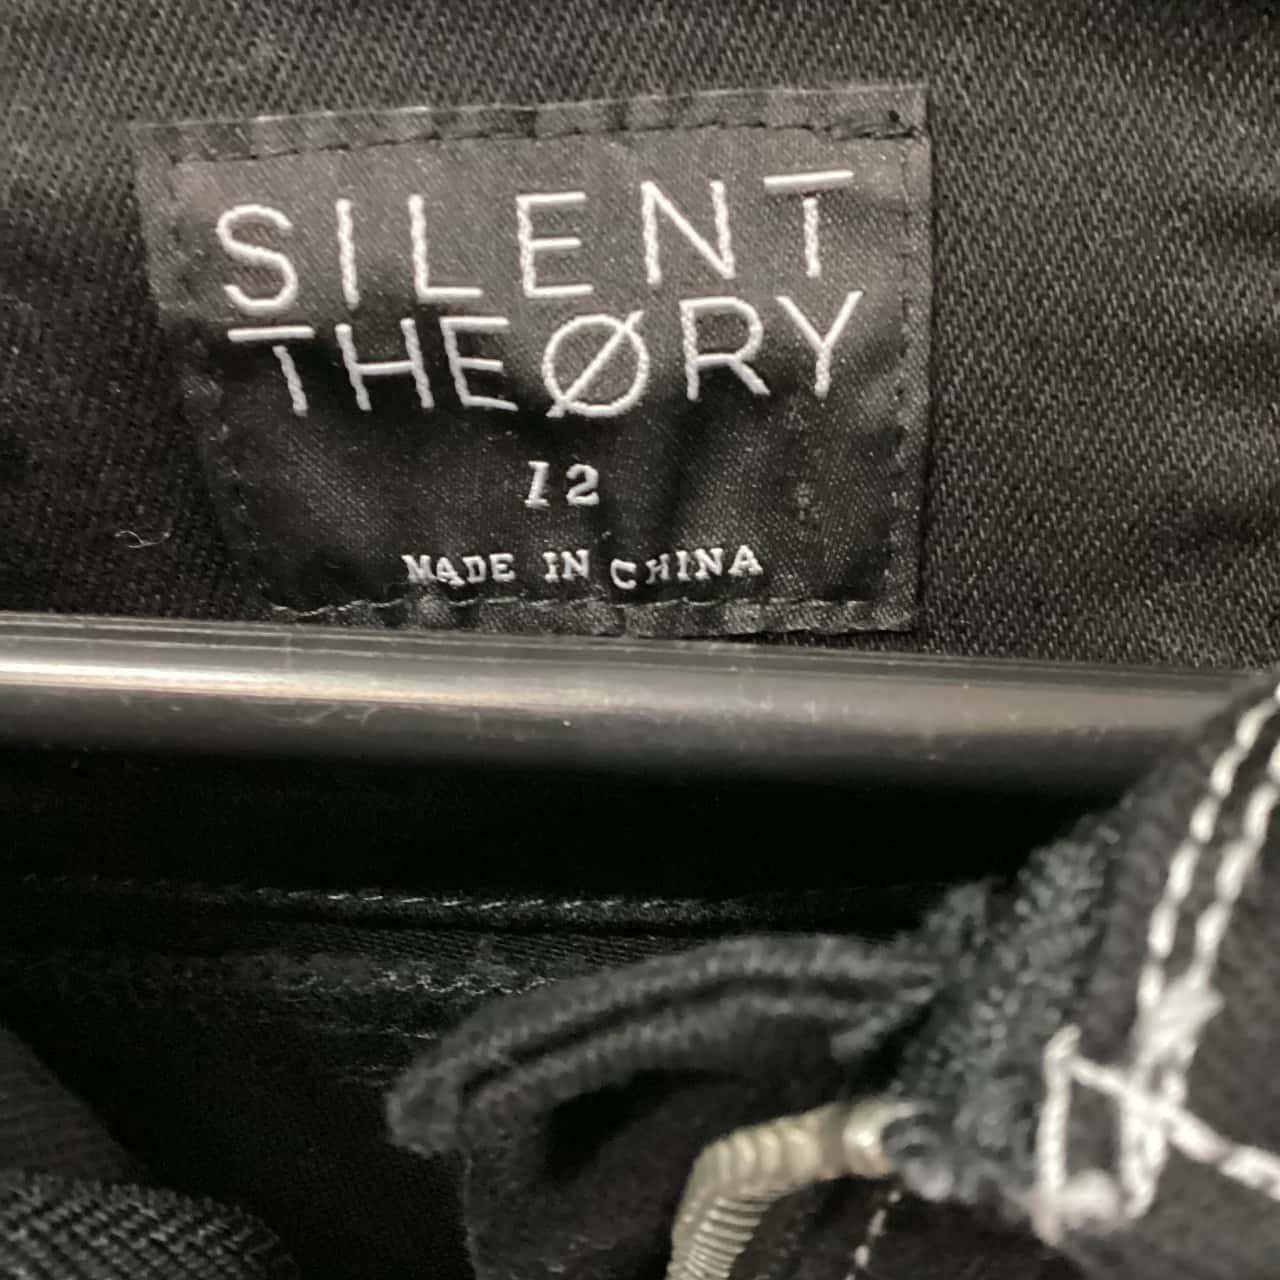 SILENT
THEØRY
12
MADE IN CHINA